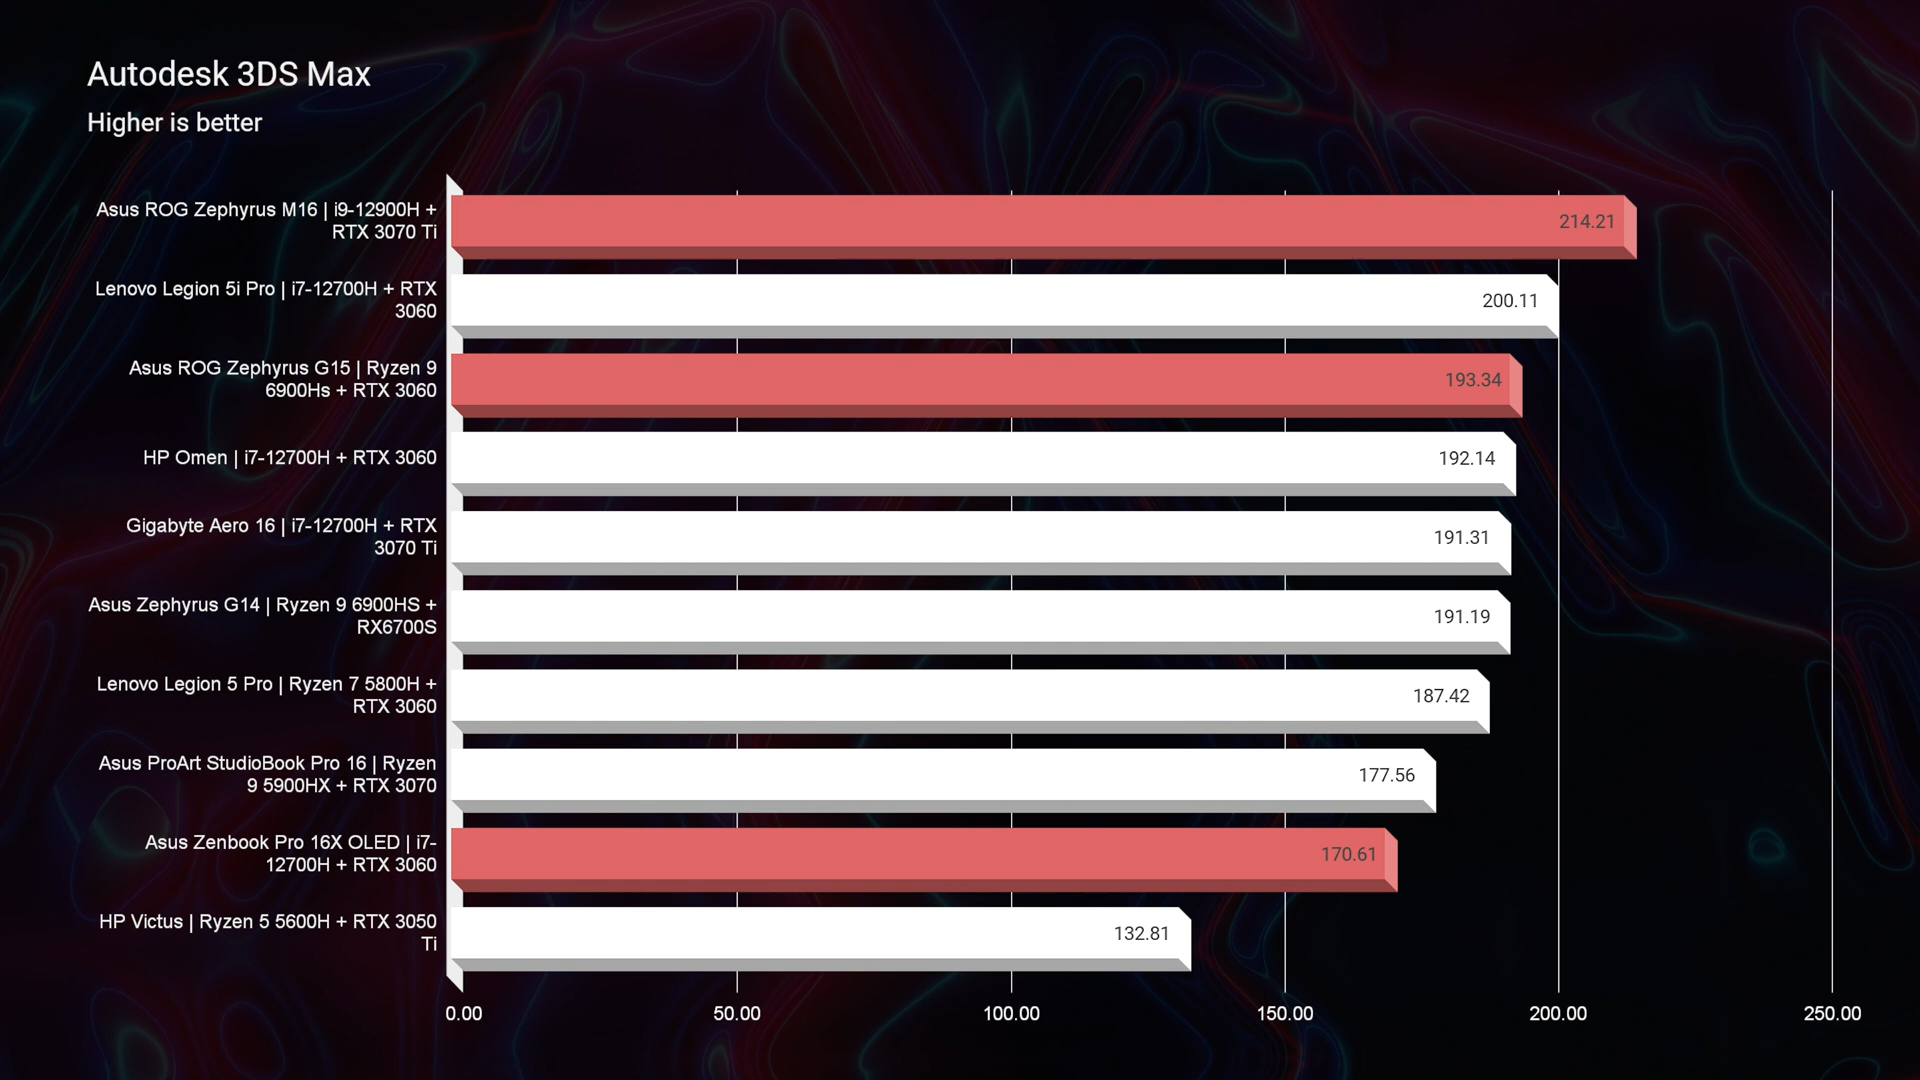 Autodesk 3DS Max
Higher is better
Asus ROG Zephyrus M16 | i9-12900H +
RTX 3070 Ti
214.21
Lenovo Legion 5i Pro | i7-12700H + RTX
3060
200.11
Asus ROG Zephyrus G15 | Ryzen 9
6900Hs + RTX 3060
193.34
HP Omen | i7-12700H + RTX 3060
192.14
Gigabyte Aero 16 | i7-12700H + RTX
3070 Ti
191.31
Asus Zephyrus G14 | Ryzen 9 6900HS +
RX6700S
191.19
Lenovo Legion 5 Pro | Ryzen 7 5800H +
RTX 3060
187.42
Asus ProArt StudioBook Pro 16 | Ryzen
9 5900HX + RTX 3070
177.56
Asus Zenbook Pro 16X OLED | i7-
12700H + RTX 3060
170.61
HP Victus | Ryzen 5 5600H + RTX 3050
Ti
132.81
0.00 50.00 100.00 150.00 200.00 250.00